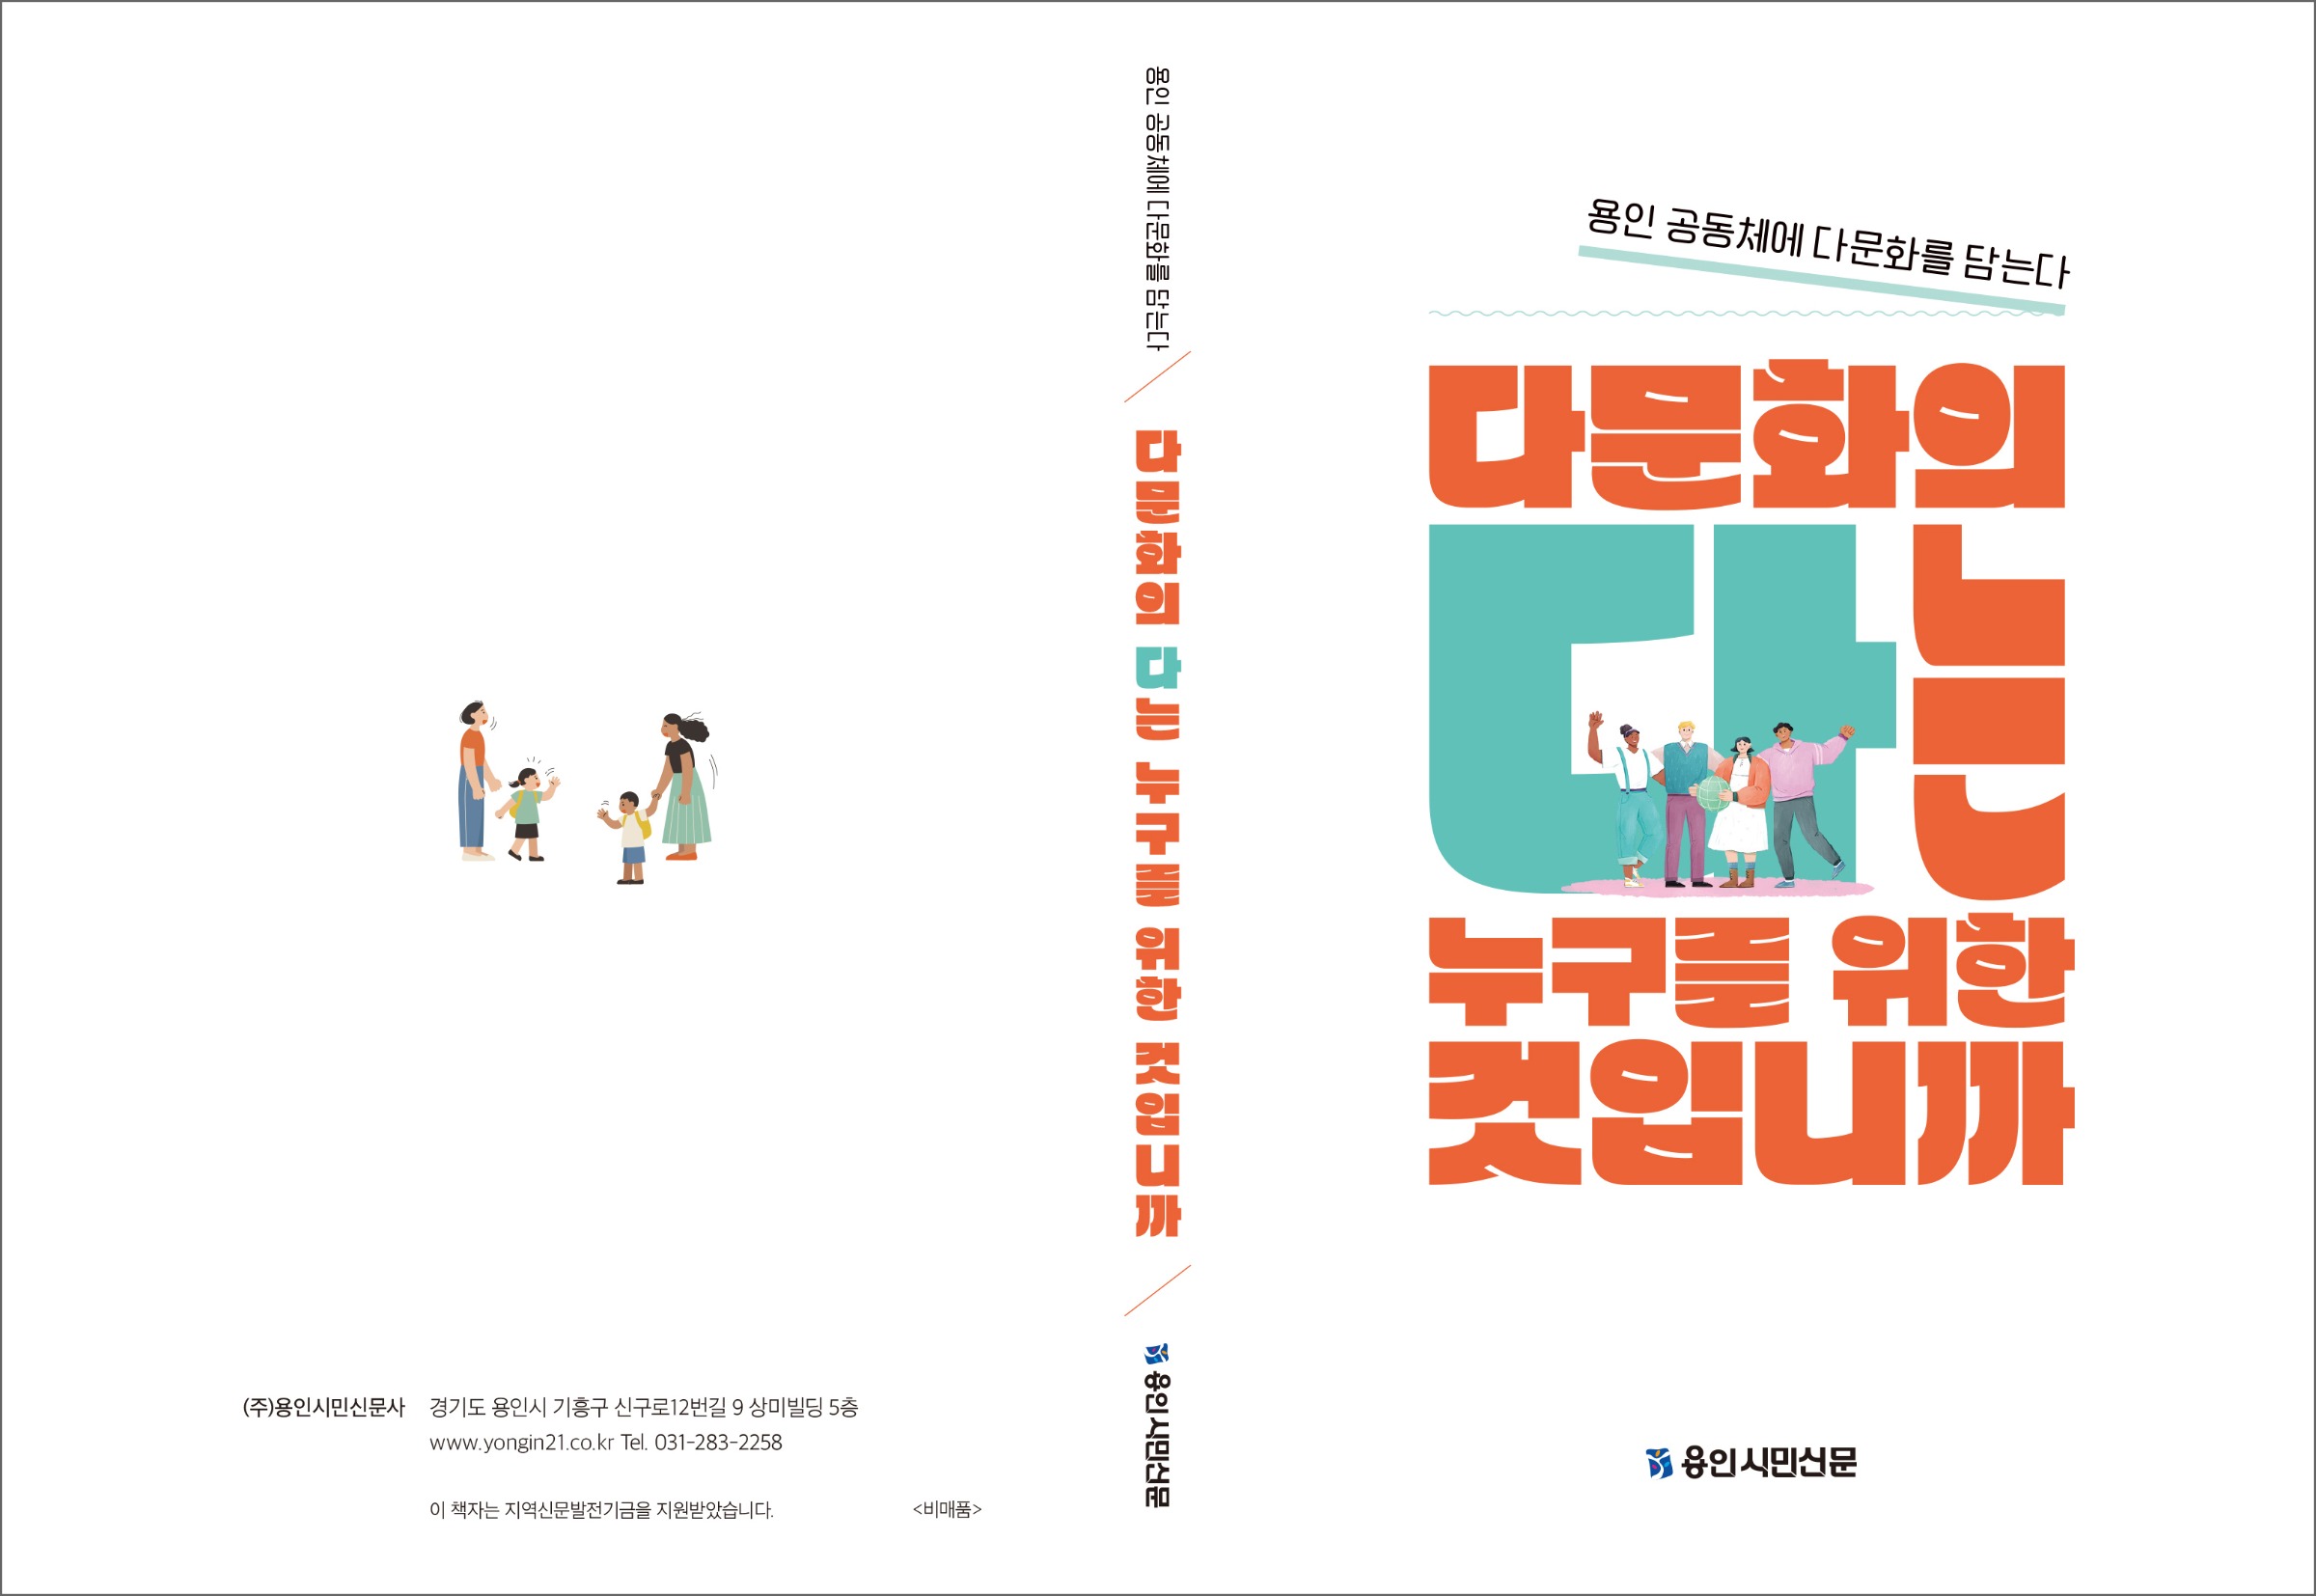 용인 공동체에 다문화를 담는다
다문화의
다는
누구를 위한
것입니까
용인시민신문
용인 공동체에 다문화를 담는다
다문화의 다는 누구를 위한 것입니까
용인시민신문
(주)용인시민신문사 경기도 용인시 기흥구 신구로12번길 9 상미빌딩 5층
www.yongin21.co.kr Tel. 031-283-2258
이 책자는 지역신문발전기금을 지원받았습니다. <비매품>